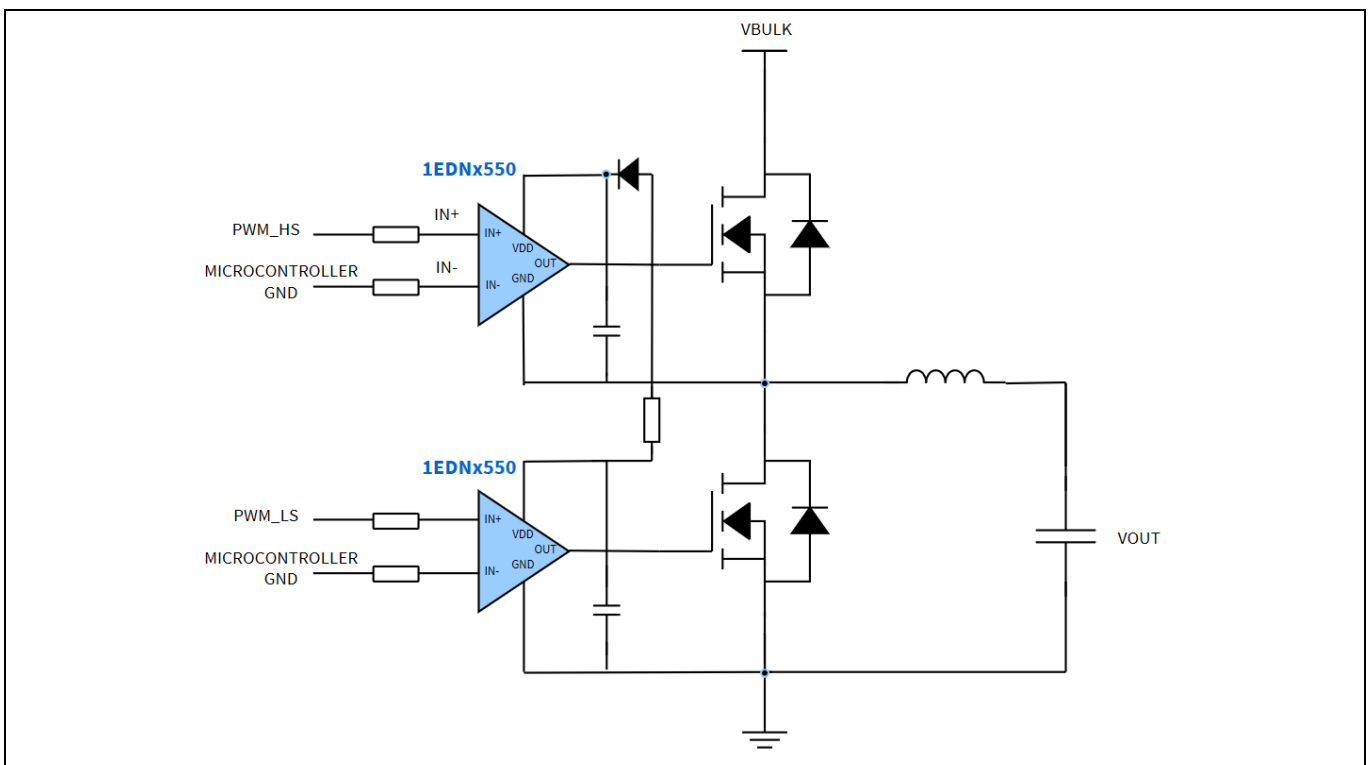 VBULK
1EDNx550
PWM_HS
IN+
IN+
VDD
OUT
MICROCONTROLLER
GND
IN-
IN-
GND
1EDNx550
PWM_LS
IN+
VDD
OUT
MICROCONTROLLER
GND
IN-
GND
VOUT